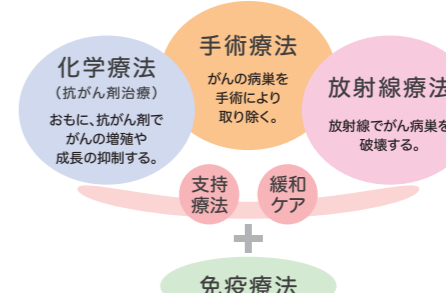 化学療法
(抗がん剤治療)
おもに、抗がん剤で
がんの増殖や
成長の抑制する。
手術療法
がんの病巣を
手術により
取り除く。
放射線療法
放射線でがん病巣を
破壊する。
支持
療法
緩和
ケア
+
免疫療法